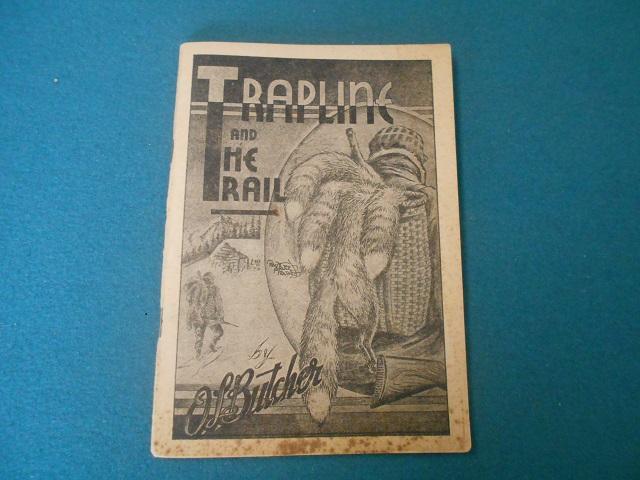 TRAPLINE
AND
THE
TRAIL
by
O.L. Butcher